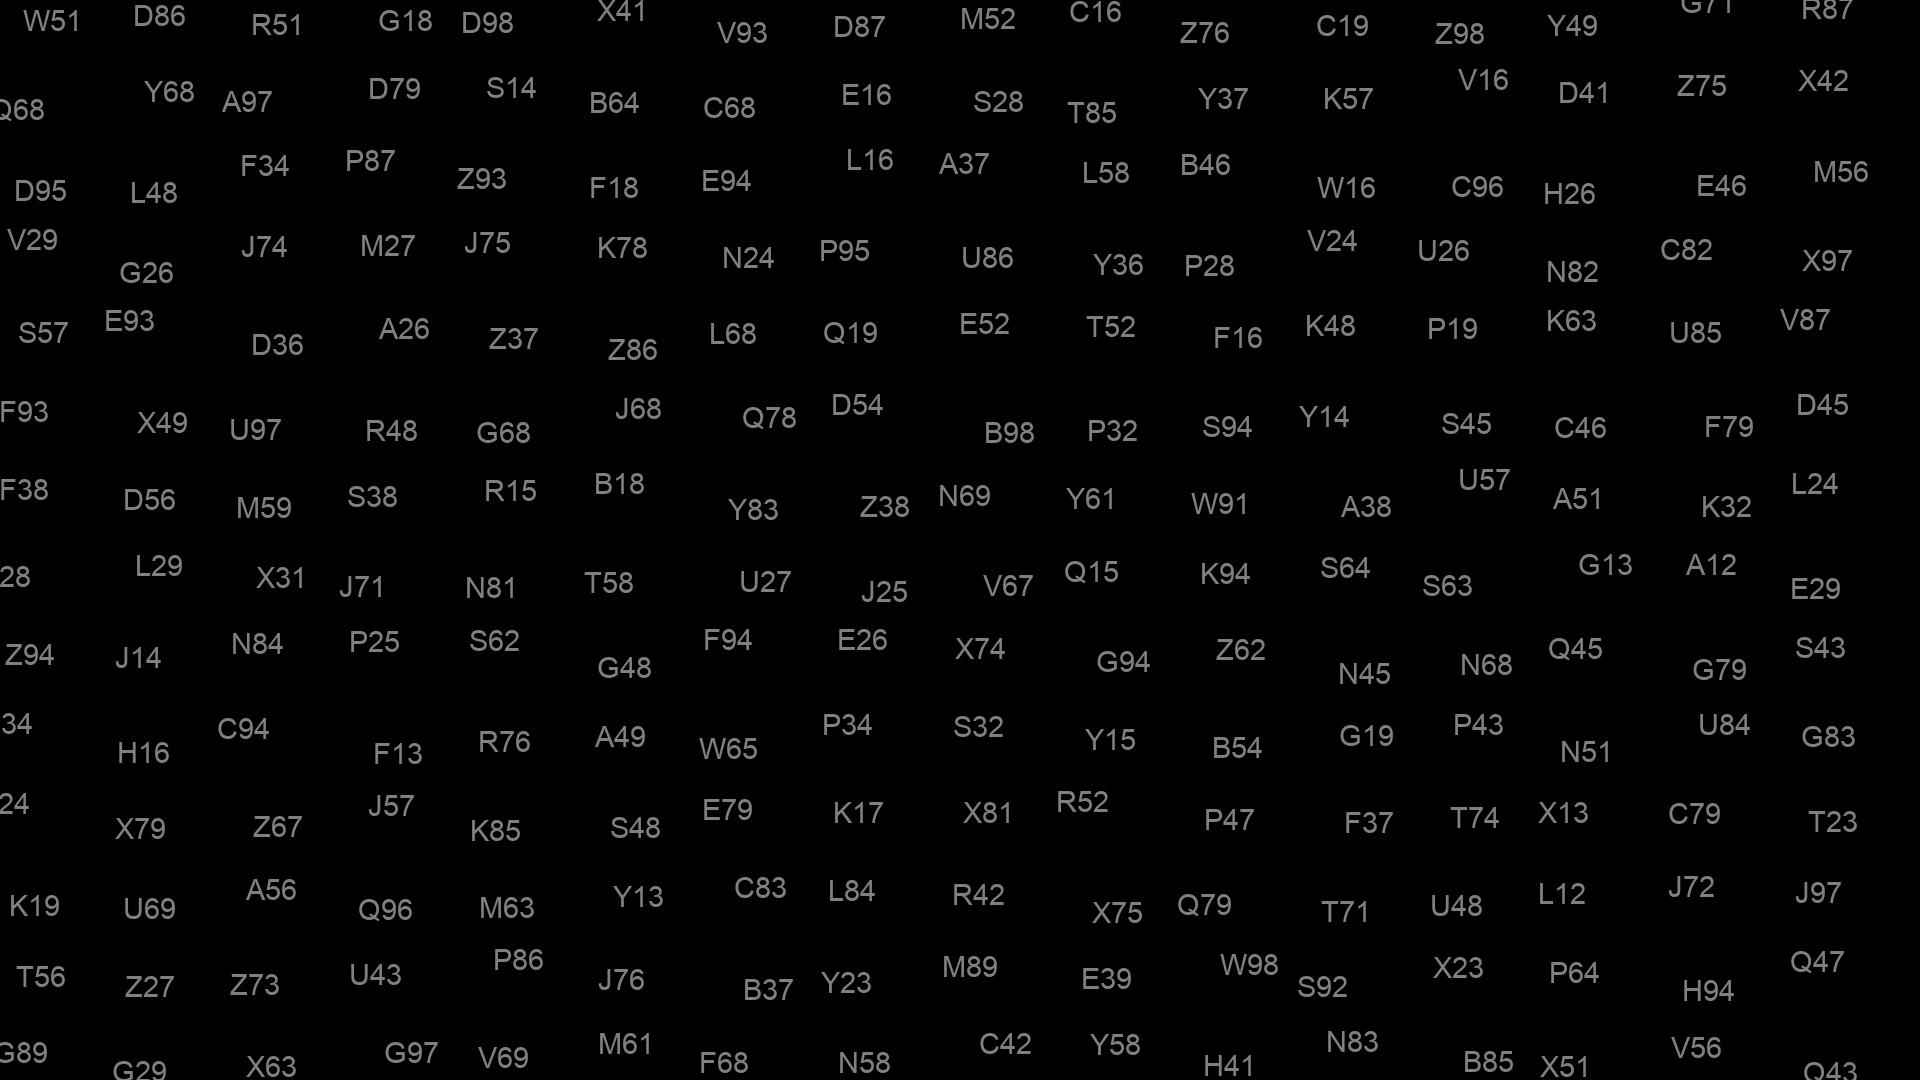 W51 D86 R51 G18 D98 X41 V93 D87 M52 C16 Z76 C19 Z98 Y49 G71 R87
Q68 Y68 A97 D79 S14 B64 C68 E16 S28 T85 Y37 K57 V16 D41 Z75 X42
D95 L48 F34 P87 Z93 F18 E94 L16 A37 L58 B46 W16 C96 H26 E46 M56
V29 G26 J74 M27 J75 K78 N24 P95 U86 Y36 P28 V24 U26 N82 C82 X97
S57 E93 D36 A26 Z37 Z86 L68 Q19 E52 T52 F16 K48 P19 K63 U85 V87
F93 X49 U97 R48 G68 J68 Q78 D54 B98 P32 S94 Y14 S45 C46 F79 D45
F38 D56 M59 S38 R15 B18 Y83 Z38 N69 Y61 W91 A38 U57 A51 K32 L24
28 L29 X31 J71 N81 T58 U27 J25 V67 Q15 K94 S64 S63 G13 A12 E29
Z94 J14 N84 P25 S62 G48 F94 E26 X74 G94 Z62 N45 N68 Q45 G79 S43
34 H16 C94 F13 R76 A49 W65 P34 S32 Y15 B54 G19 P43 N51 U84 G83
24 X79 Z67 J57 K85 S48 E79 K17 X81 R52 P47 F37 T74 X13 C79 T23
K19 U69 A56 Q96 M63 Y13 C83 L84 R42 X75 Q79 T71 U48 L12 J72 J97
T56 Z27 Z73 U43 P86 J76 B37 Y23 M89 E39 W98 S92 X23 P64 H94 Q47
G89 G29 X63 G97 V69 M61 F68 N58 C42 Y58 H41 N83 B85 X51 V56 Q43